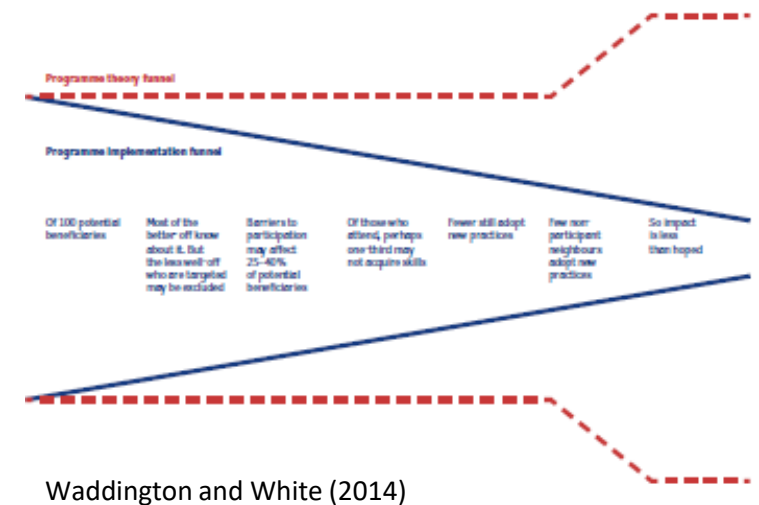 Programme theory funnel
Programme implementation funnel
Of 100 potential
beneficiaries
Most of the
better off know
about it. But
the less well-off
who are targeted
may be excluded
Barriers to
participation
may affect
25–40%
of potential
beneficiaries
Of those who
attend, perhaps
one-third may
not acquire skills
Fewer still adopt
new practices
Few non-
participant
neighbours
adopt new
practices
So impact
is less
than hoped
Waddington and White (2014)